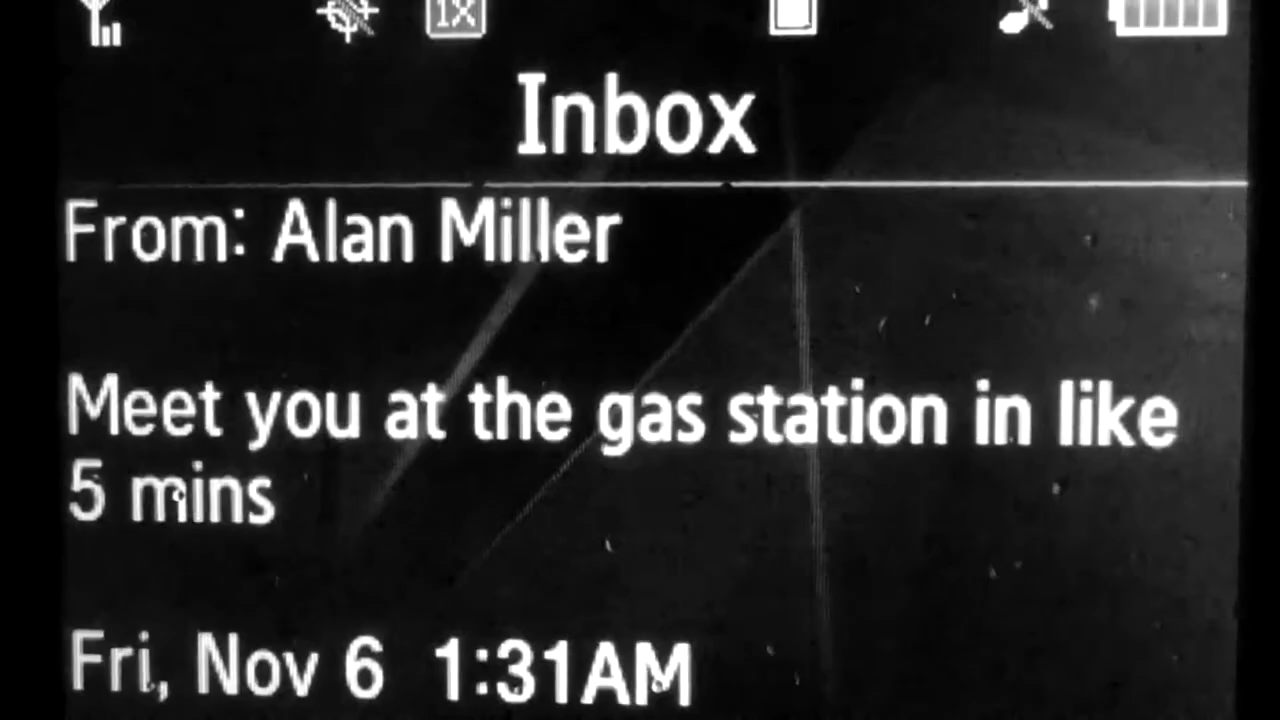 1X
Inbox
From: Alan Miller
Meet you at the gas station in like
5 mins
Fri, Nov 6 1:31AM